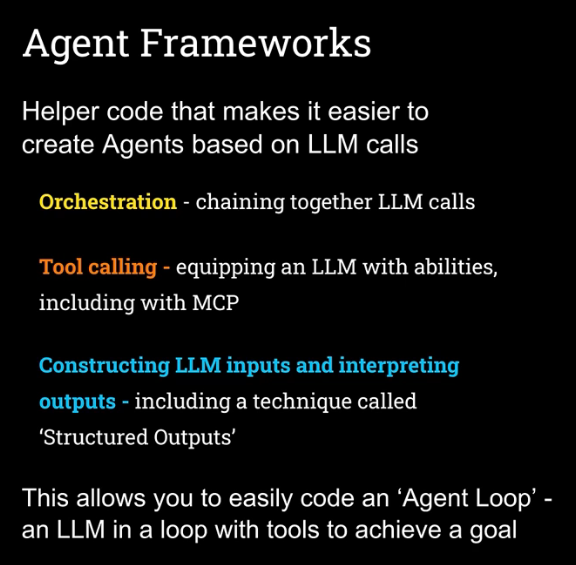 Agent Frameworks
Helper code that makes it easier to
create Agents based on LLM calls
Orchestration - chaining together LLM calls
Tool calling - equipping an LLM with abilities,
including with MCP
Constructing LLM inputs and interpreting
outputs - including a technique called
‘Structured Outputs’
This allows you to easily code an ‘Agent Loop’ -
an LLM in a loop with tools to achieve a goal